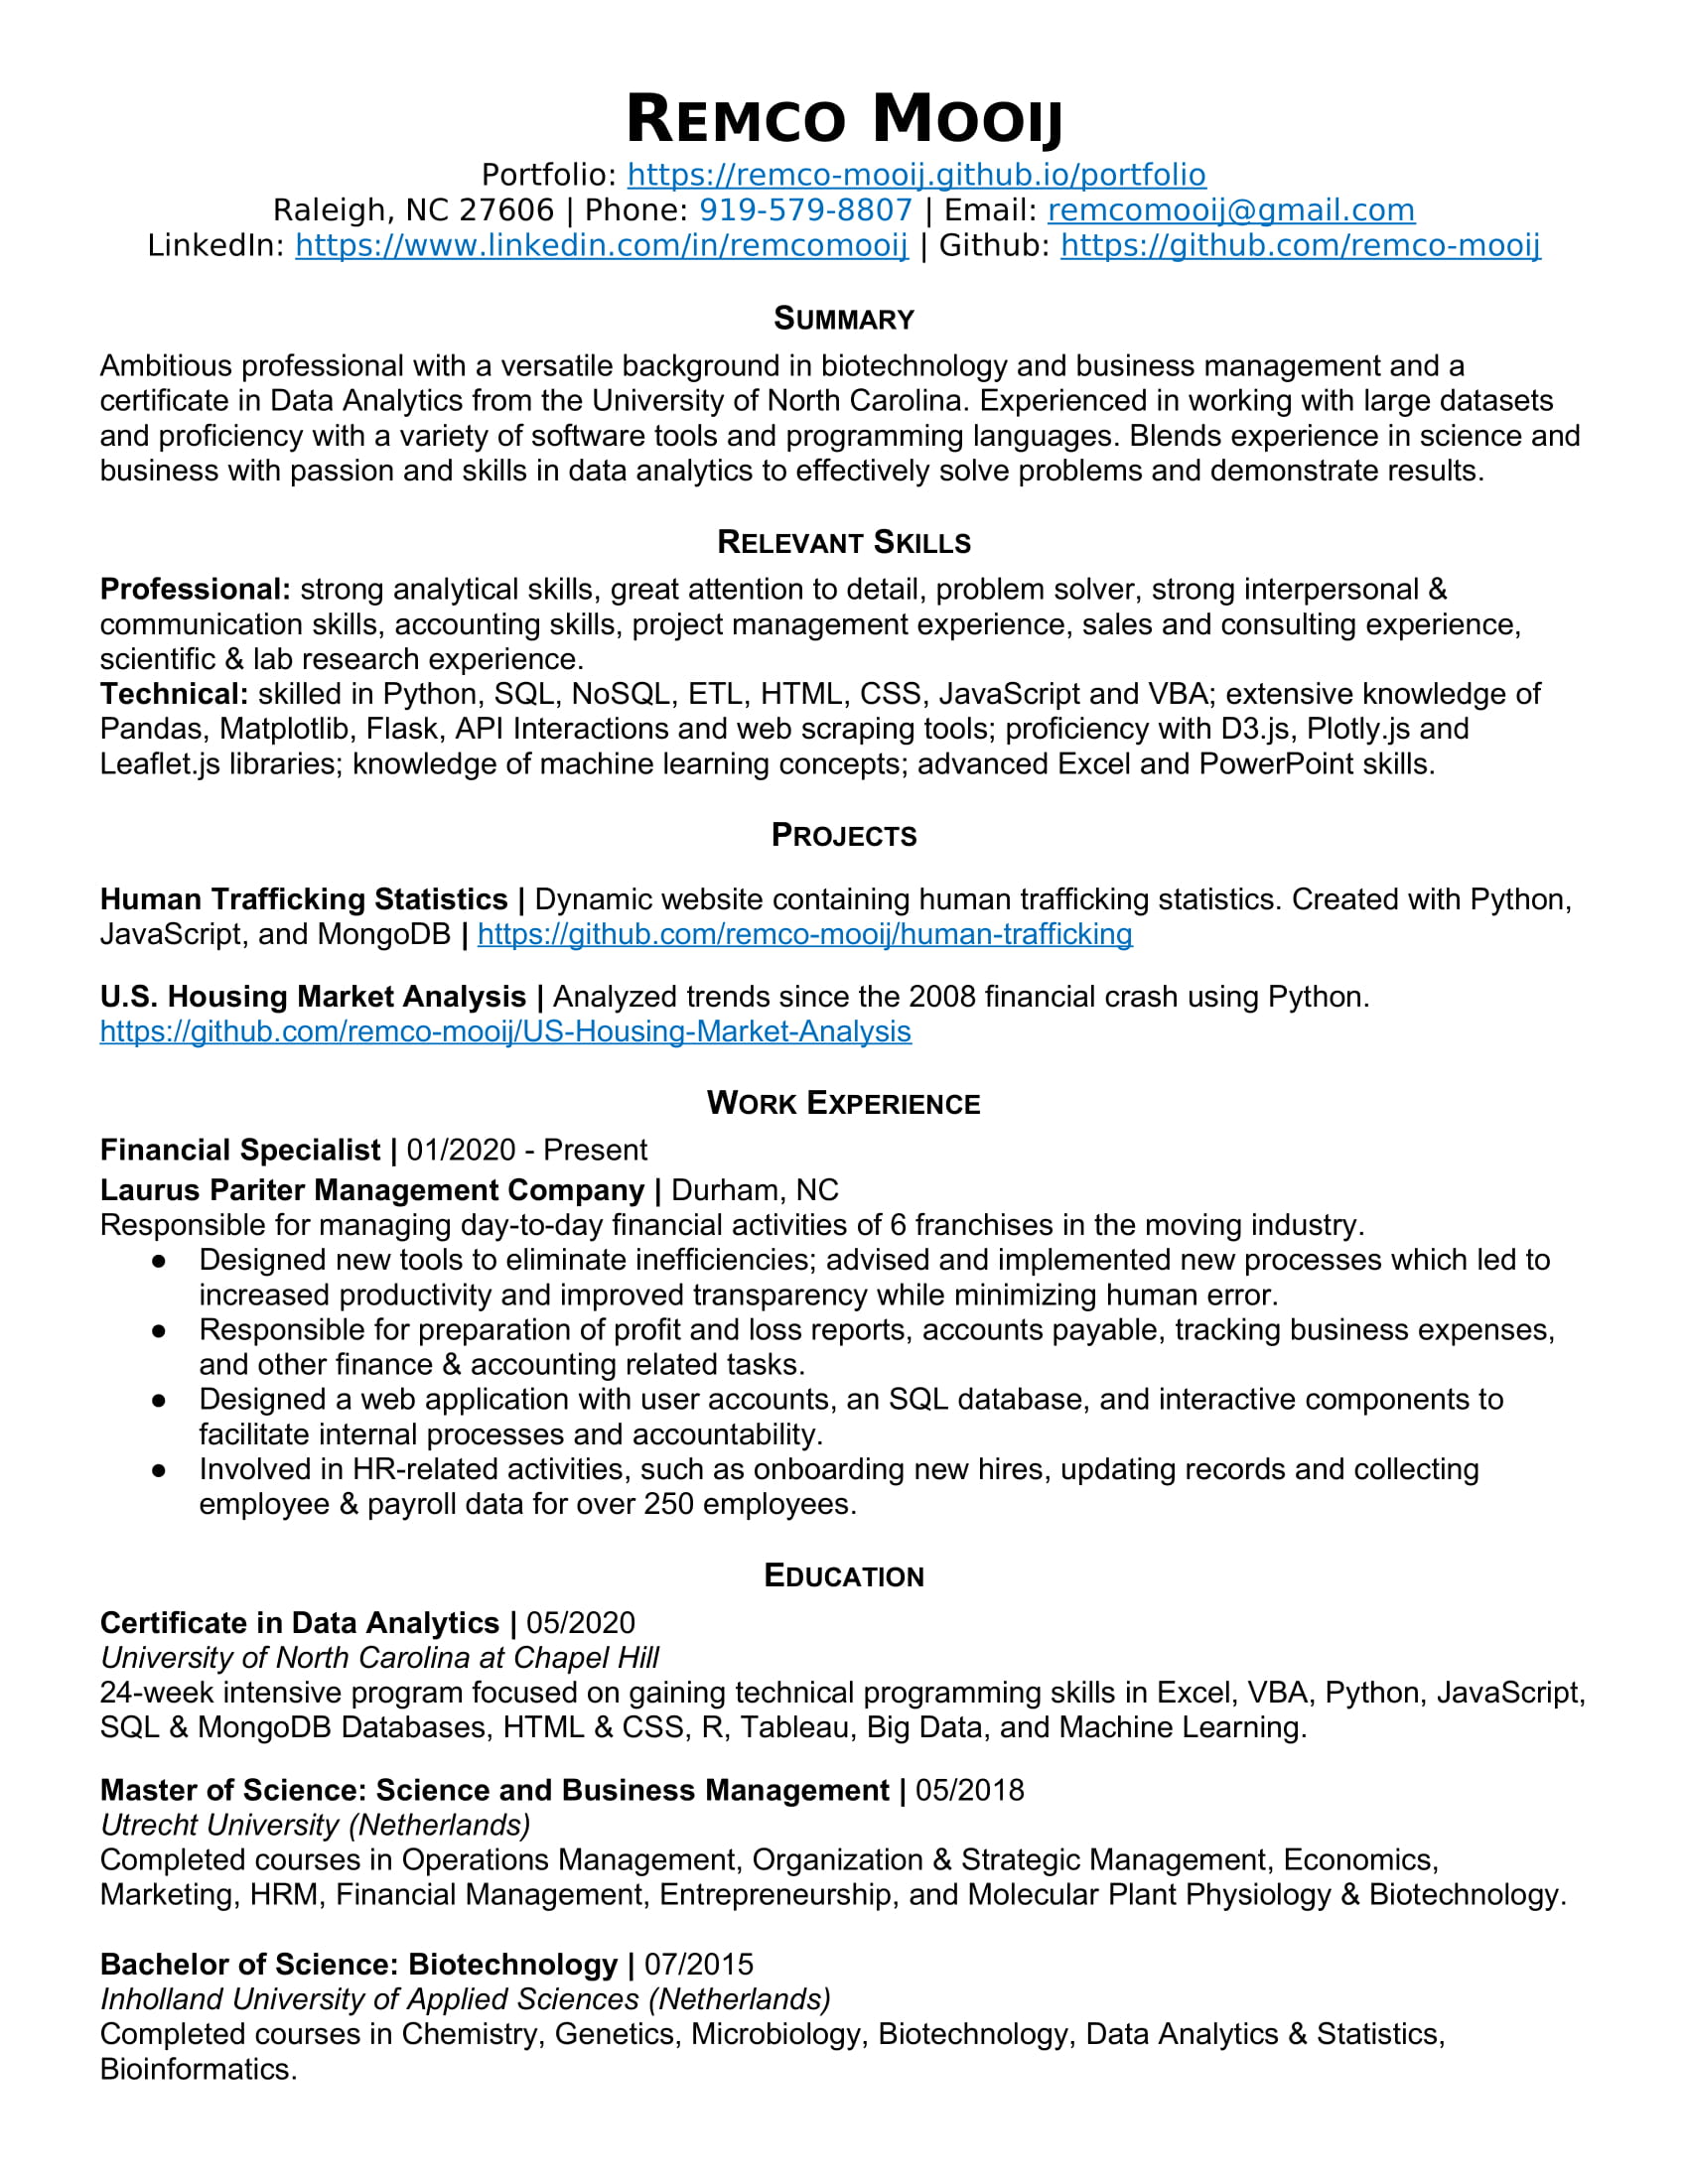 REMCO MOOIJ
Portfolio: https://remco-mooij.github.io/portfolio
Raleigh, NC 27606 | Phone: 919-579-8807 | Email: remcomooij@gmail.com
LinkedIn: https://www.linkedin.com/in/remcomooij | Github: https://github.com/remco-mooij
SUMMARY
Ambitious professional with a versatile background in biotechnology and business management and a
certificate in Data Analytics from the University of North Carolina. Experienced in working with large datasets
and proficiency with a variety of software tools and programming languages. Blends experience in science and
business with passion and skills in data analytics to effectively solve problems and demonstrate results.
RELEVANT SKILLS
Professional: strong analytical skills, great attention to detail, problem solver, strong interpersonal &
communication skills, accounting skills, project management experience, sales and consulting experience,
scientific & lab research experience.
Technical: skilled in Python, SQL, NoSQL, ETL, HTML, CSS, JavaScript and VBA; extensive knowledge of
Pandas, Matplotlib, Flask, API Interactions and web scraping tools; proficiency with D3.js, Plotly.js and
Leaflet.js libraries; knowledge of machine learning concepts; advanced Excel and PowerPoint skills.
PROJECTS
Human Trafficking Statistics | Dynamic website containing human trafficking statistics. Created with Python,
JavaScript, and MongoDB | https://github.com/remco-mooij/human-trafficking
U.S. Housing Market Analysis | Analyzed trends since the 2008 financial crash using Python.
https://github.com/remco-mooij/US-Housing-Market-Analysis
WORK EXPERIENCE
Financial Specialist | 01/2020 - Present
Laurus Pariter Management Company | Durham, NC
Responsible for managing day-to-day financial activities of 6 franchises in the moving industry.
● Designed new tools to eliminate inefficiencies; advised and implemented new processes which led to
increased productivity and improved transparency while minimizing human error.
● Responsible for preparation of profit and loss reports, accounts payable, tracking business expenses,
and other finance & accounting related tasks.
● Designed a web application with user accounts, an SQL database, and interactive components to
facilitate internal processes and accountability.
● Involved in HR-related activities, such as onboarding new hires, updating records and collecting
employee & payroll data for over 250 employees.
EDUCATION
Certificate in Data Analytics | 05/2020
University of North Carolina at Chapel Hill
24-week intensive program focused on gaining technical programming skills in Excel, VBA, Python, JavaScript,
SQL & MongoDB Databases, HTML & CSS, R, Tableau, Big Data, and Machine Learning.
Master of Science: Science and Business Management | 05/2018
Utrecht University (Netherlands)
Completed courses in Operations Management, Organization & Strategic Management, Economics,
Marketing, HRM, Financial Management, Entrepreneurship, and Molecular Plant Physiology & Biotechnology.
Bachelor of Science: Biotechnology | 07/2015
Inholland University of Applied Sciences (Netherlands)
Completed courses in Chemistry, Genetics, Microbiology, Biotechnology, Data Analytics & Statistics,
Bioinformatics.